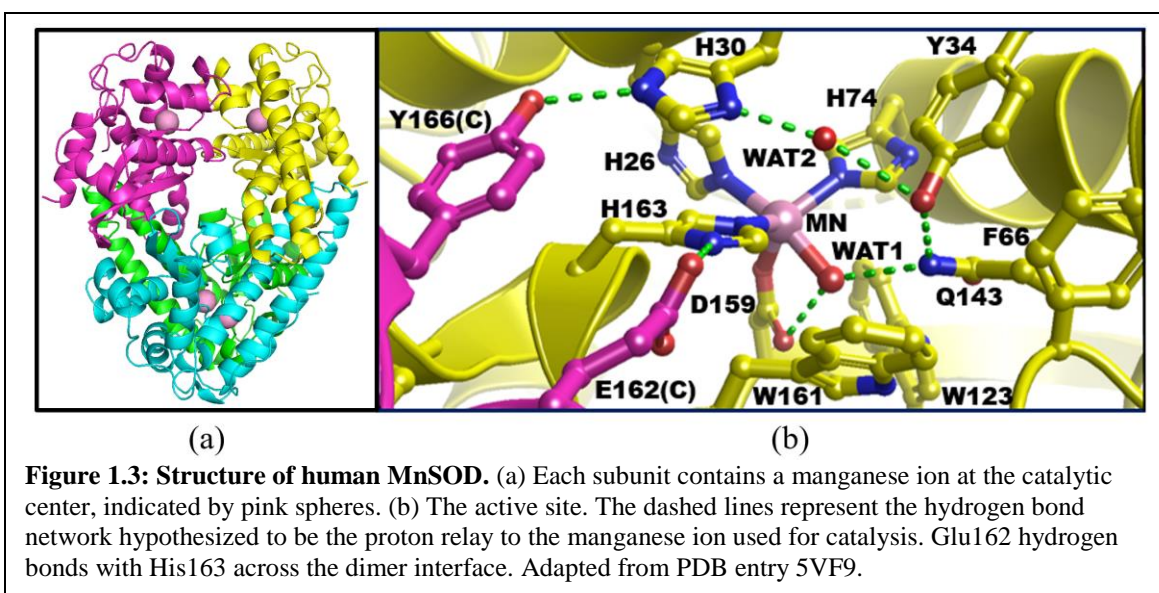 H30
Y34
Y166(C)
H74
H26
WAT2
H163
MN
WAT1
F66
D159
Q143
E162(C)
W161
W123
(a)
(b)
Figure 1.3: Structure of human MnSOD. (a) Each subunit contains a manganese ion at the catalytic
center, indicated by pink spheres. (b) The active site. The dashed lines represent the hydrogen bond
network hypothesized to be the proton relay to the manganese ion used for catalysis. Glu162 hydrogen
bonds with His163 across the dimer interface. Adapted from PDB entry 5VF9.